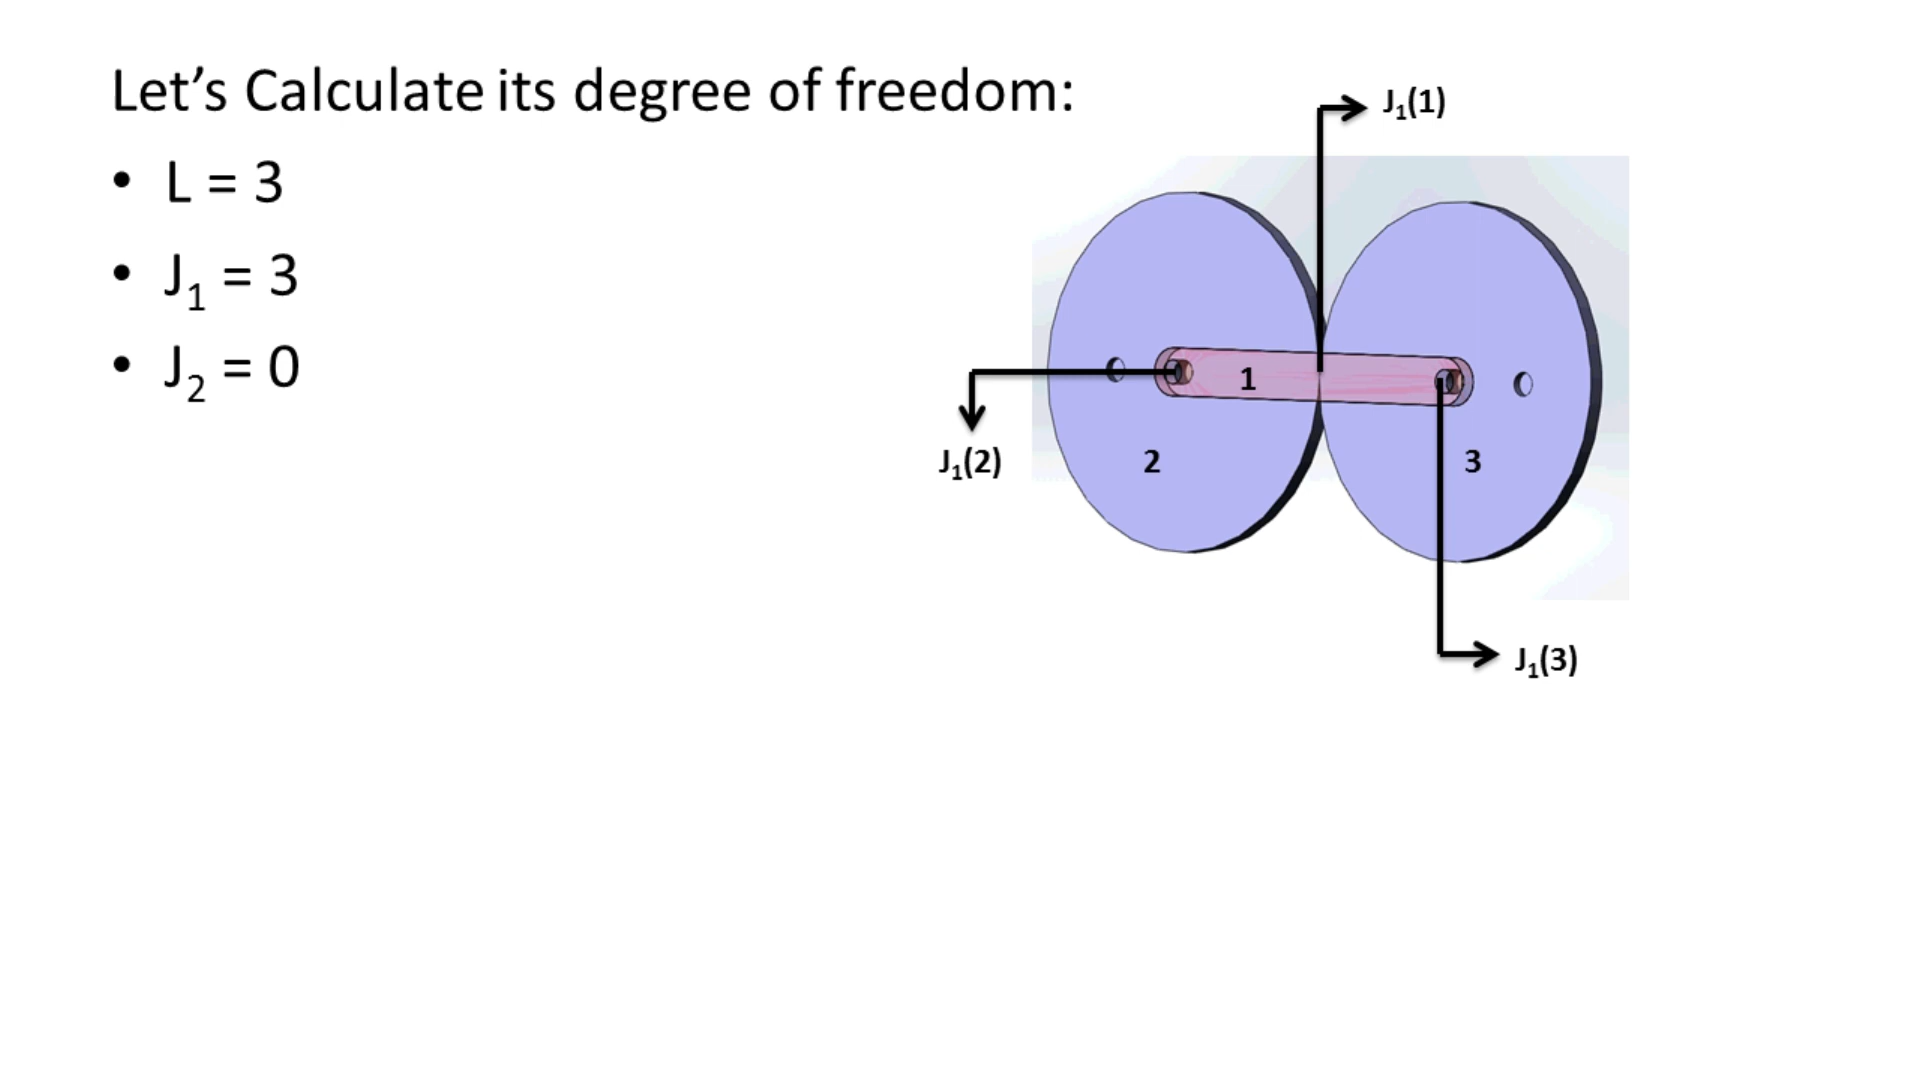 Let's Calculate its degree of freedom:
• L = 3
• J₁ = 3
• J₂ = 0
J₁(1)
1
J₁(2)
2
3
J₁(3)